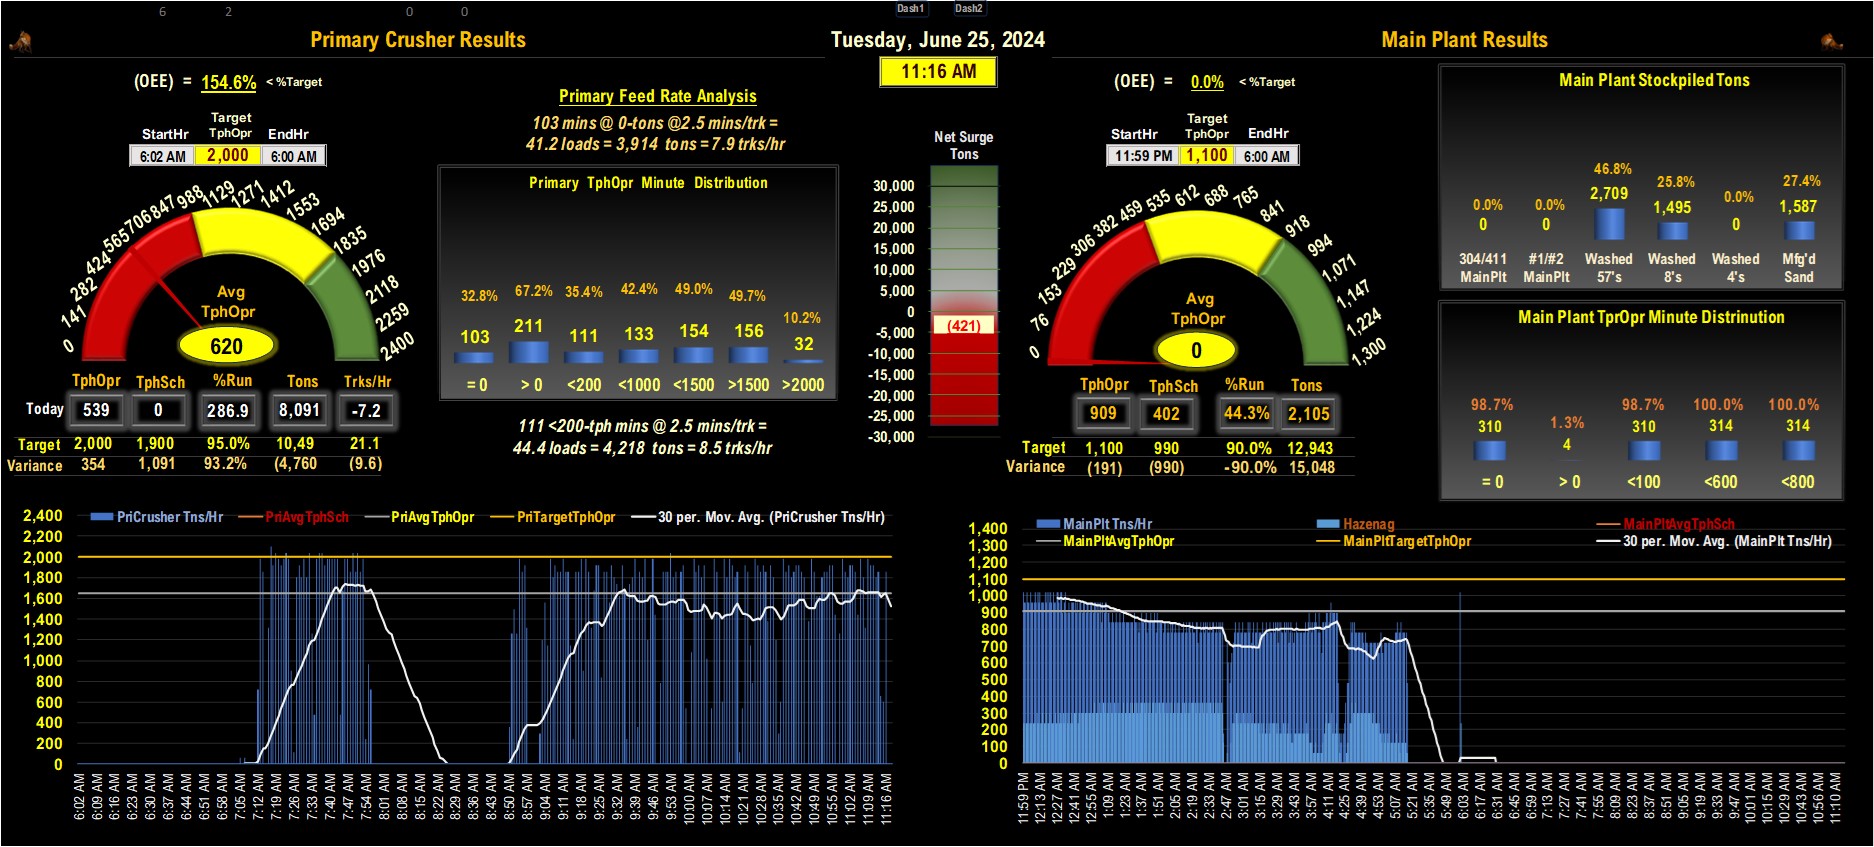 6 2 0 0 Dash1 Dash2
Primary Crusher Results
Tuesday, June 25, 2024
Main Plant Results
11:16 AM
(OEE) = 154.6% < %Target
Target
StartHr TphOpr EndHr
6:02 AM 2,000 6:00 AM
0 141 282 424 565 706 847 988 1129 1271 1412 1553 1694 1835 1976 2118 2259 2400
Avg
TphOpr
620
TphOpr TphSch %Run Tons Trks/Hr
Today 539 0 286.9 8,091 -7.2
Target 2,000 1,900 95.0% 10,49 21.1
Variance 354 1,091 93.2% (4,760 (9.6)
Primary Feed Rate Analysis
103 mins @ 0-tons @2.5 mins/trk =
41.2 loads = 3,914 tons = 7.9 trks/hr
Primary TphOpr Minute Distribution
32.8% 67.2% 35.4% 42.4% 49.0% 49.7% 10.2%
103 211 111 133 154 156 32
= 0 > 0 <200 <1000 <1500 >1500 >2000
111 <200-tph mins @ 2.5 mins/trk =
44.4 loads = 4,218 tons = 8.5 trks/hr
Net Surge
Tons
30,000
25,000
20,000
15,000
10,000
5,000
0
-5,000
-10,000
-15,000
-20,000
-25,000
-30,000
(421)
(OEE) = 0.0% < %Target
Target
StartHr TphOpr EndHr
11:59 PM 1,100 6:00 AM
0 76 153 229 306 382 459 535 612 688 765 841 918 994 1,071 1,147 1,224 1,300
Avg
TphOpr
0
TphOpr TphSch %Run Tons
909 402 44.3% 2,105
Target 1,100 990 90.0% 12,943
Variance (191) (990) -90.0% 15,048
Main Plant Stockpiled Tons
0.0% 0.0% 46.8% 25.8% 0.0% 27.4%
0 0 2,709 1,495 0 1,587
304/411 #1/#2 Washed Washed Washed Mfg'd
MainPlt MainPlt 57's 8's 4's Sand
Main Plant TprOpr Minute Distrinution
98.7% 1.3% 98.7% 100.0% 100.0%
310 4 310 314 314
= 0 > 0 <100 <600 <800
PriCrusher Tns/Hr PriAvgTphSch PriAvgTphOpr PriTargetTphOpr 30 per. Mov. Avg. (PriCrusher Tns/Hr)
2,400
2,200
2,000
1,800
1,600
1,400
1,200
1,000
800
600
400
200
0
6:02 AM 6:09 AM 6:16 AM 6:23 AM 6:30 AM 6:37 AM 6:44 AM 6:51 AM 6:58 AM 7:05 AM 7:12 AM 7:19 AM 7:26 AM 7:33 AM 7:40 AM 7:47 AM 7:54 AM 8:01 AM 8:08 AM 8:15 AM 8:22 AM 8:29 AM 8:36 AM 8:43 AM 8:50 AM 8:57 AM 9:04 AM 9:11 AM 9:18 AM 9:25 AM 9:32 AM 9:39 AM 9:46 AM 9:53 AM 10:00 AM 10:07 AM 10:14 AM 10:21 AM 10:28 AM 10:35 AM 10:42 AM 10:49 AM 10:55 AM 11:02 AM 11:09 AM 11:16 AM
MainPlt Tns/Hr Hazenag MainPltAvgTphSch
MainPltAvgTphOpr MainPltTargetTphOpr 30 per. Mov. Avg. (MainPlt Tns/Hr)
1,400
1,300
1,200
1,100
1,000
900
800
700
600
500
400
300
200
100
0
11:59 PM 12:13 AM 12:27 AM 12:41 AM 12:55 AM 1:09 AM 1:23 AM 1:37 AM 1:51 AM 2:05 AM 2:19 AM 2:33 AM 2:47 AM 3:01 AM 3:15 AM 3:29 AM 3:43 AM 3:57 AM 4:11 AM 4:25 AM 4:39 AM 4:53 AM 5:07 AM 5:21 AM 5:35 AM 5:49 AM 6:03 AM 6:17 AM 6:31 AM 6:45 AM 6:59 AM 7:13 AM 7:27 AM 7:41 AM 7:55 AM 8:09 AM 8:23 AM 8:37 AM 8:51 AM 9:05 AM 9:19 AM 9:33 AM 9:47 AM 10:01 AM 10:15 AM 10:29 AM 10:43 AM 10:56 AM 11:10 AM